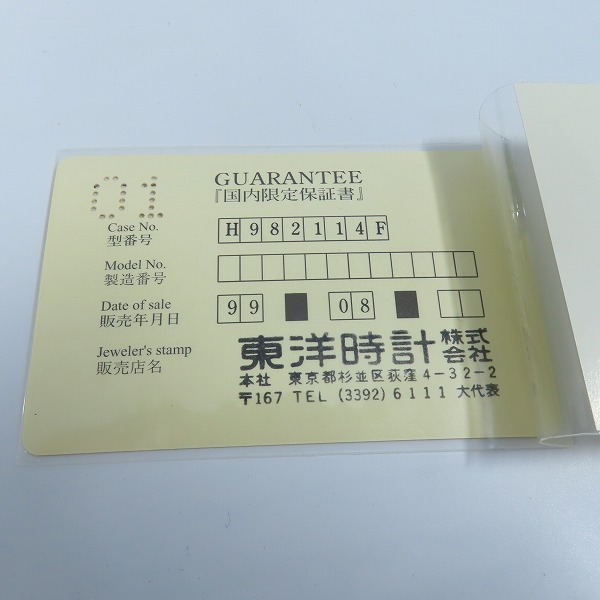 01
GUARANTEE
『国内限定保証書』
Case No. H982114F
型番号
Model No.
製造番号
Date of sale 99 ■ 08 ■
販売年月日
Jeweler's stamp
販売店名
東洋時計株式会社
本社 東京都杉並区荻窪4-32-2
〒167 TEL (3392) 6111 大代表